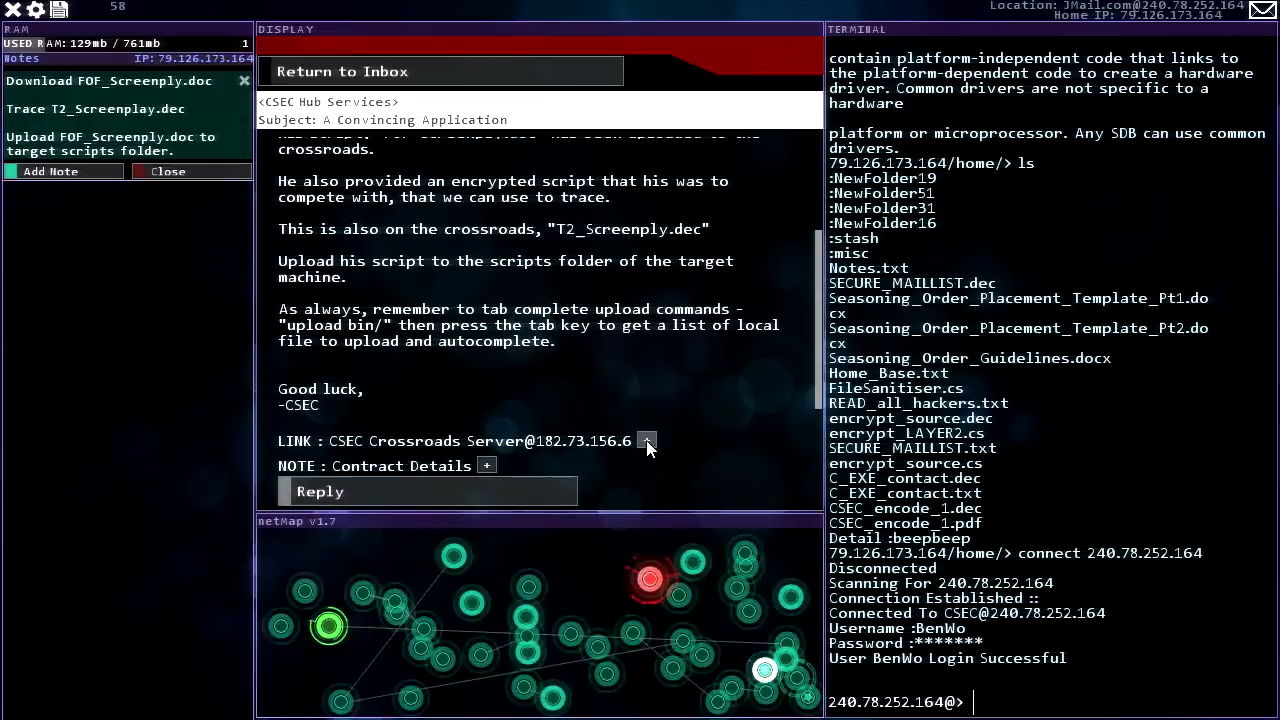 58
Location: JMail.com@240.78.252.164
Home IP: 79.126.173.164
RAM
USED RAM: 129mb / 761mb 1
Notes IP: 79.126.173.164
Download FOF_Screenply.doc
Trace T2_Screenplay.dec
Upload FOF_Screenply.doc to
target scripts folder.
Add Note
Close
DISPLAY
Return to Inbox
<CSEC Hub Services>
Subject: A Convincing Application
crossroads.
He also provided an encrypted script that his was to
compete with, that we can use to trace.
This is also on the crossroads, "T2_Screenply.dec"
Upload his script to the scripts folder of the target
machine.
As always, remember to tab complete upload commands -
"upload bin/" then press the tab key to get a list of local
file to upload and autocomplete.
Good luck,
-CSEC
LINK : CSEC Crossroads Server@182.73.156.6
NOTE : Contract Details +
Reply
netMap v1.7
TERMINAL
contain platform-independent code that links to
the platform-dependent code to create a hardware
driver. Common drivers are not specific to a
hardware
platform or microprocessor. Any SDB can use common
drivers.
79.126.173.164/home/> ls
:NewFolder19
:NewFolder51
:NewFolder31
:NewFolder16
:stash
:misc
Notes.txt
SECURE_MAILLIST.dec
Seasoning_Order_Placement_Template_Pt1.do
cx
Seasoning_Order_Placement_Template_Pt2.do
cx
Seasoning_Order_Guidelines.docx
Home_Base.txt
FileSanitiser.cs
READ_all_hackers.txt
encrypt_source.dec
encrypt_LAYER2.cs
SECURE_MAILLIST.txt
encrypt_source.cs
C_EXE_contact.dec
C_EXE_contact.txt
CSEC_encode_1.dec
CSEC_encode_1.pdf
Detail :beepbeep
79.126.173.164/home/> connect 240.78.252.164
Disconnected
Scanning For 240.78.252.164
Connection Established ::
Connected To CSEC@240.78.252.164
Username :BenWo
Password :*******
User BenWo Login Successful
240.78.252.164@>